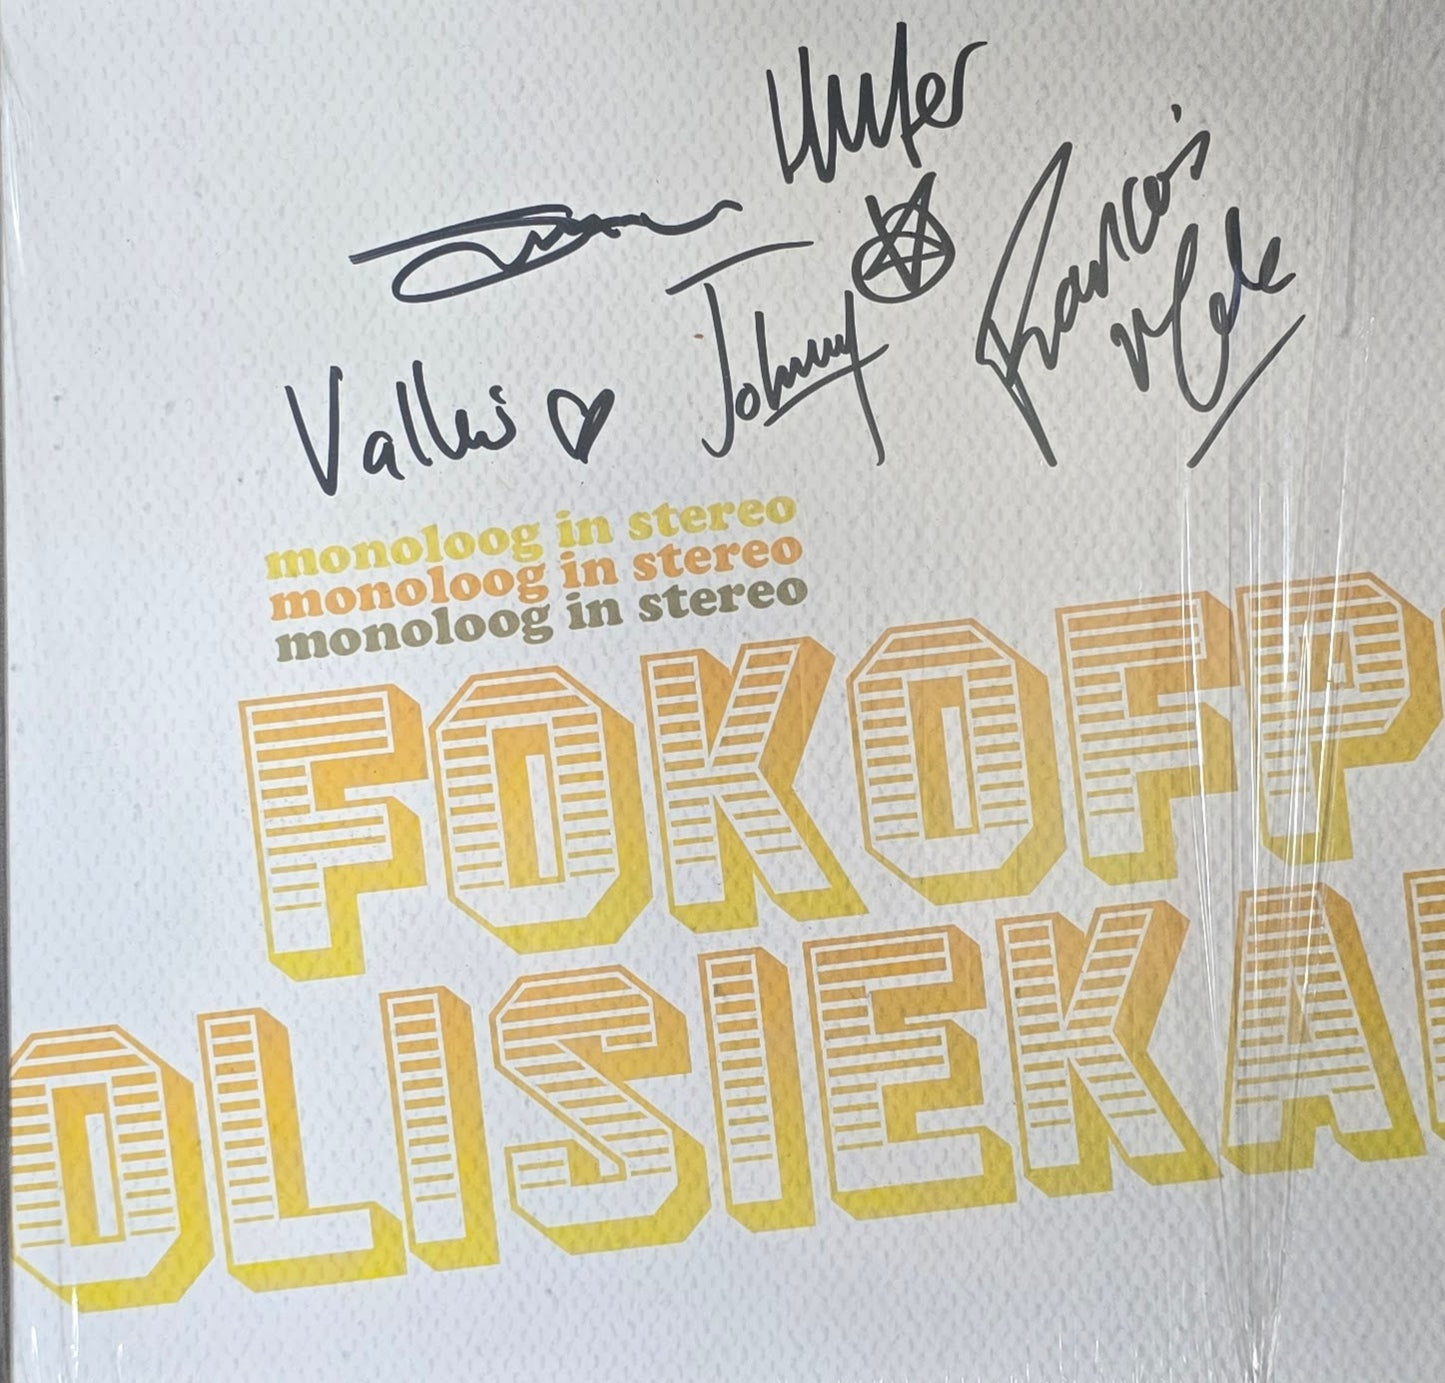 Hunter
Francois
Johnny
Vallei
monoloog in stereo
monoloog in stereo
monoloog in stereo
FOKOFP
OLISIEKA